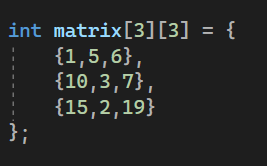 int matrix[3][3] = {
    {1,5,6},
    {10,3,7},
    {15,2,19}
};